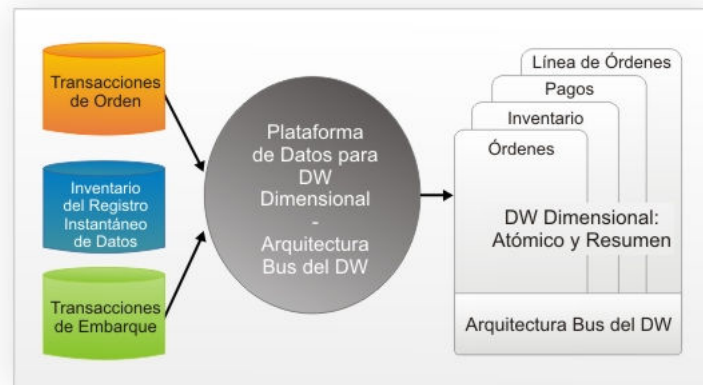 Transacciones
de Orden
Inventario
del Registro
Instantáneo
de Datos
Transacciones
de Embarque
Plataforma
de Datos para
DW
Dimensional
-
Arquitectura
Bus del DW
Línea de Órdenes
Pagos
Inventario
Órdenes
DW Dimensional:
Atómico y Resumen
Arquitectura Bus del DW